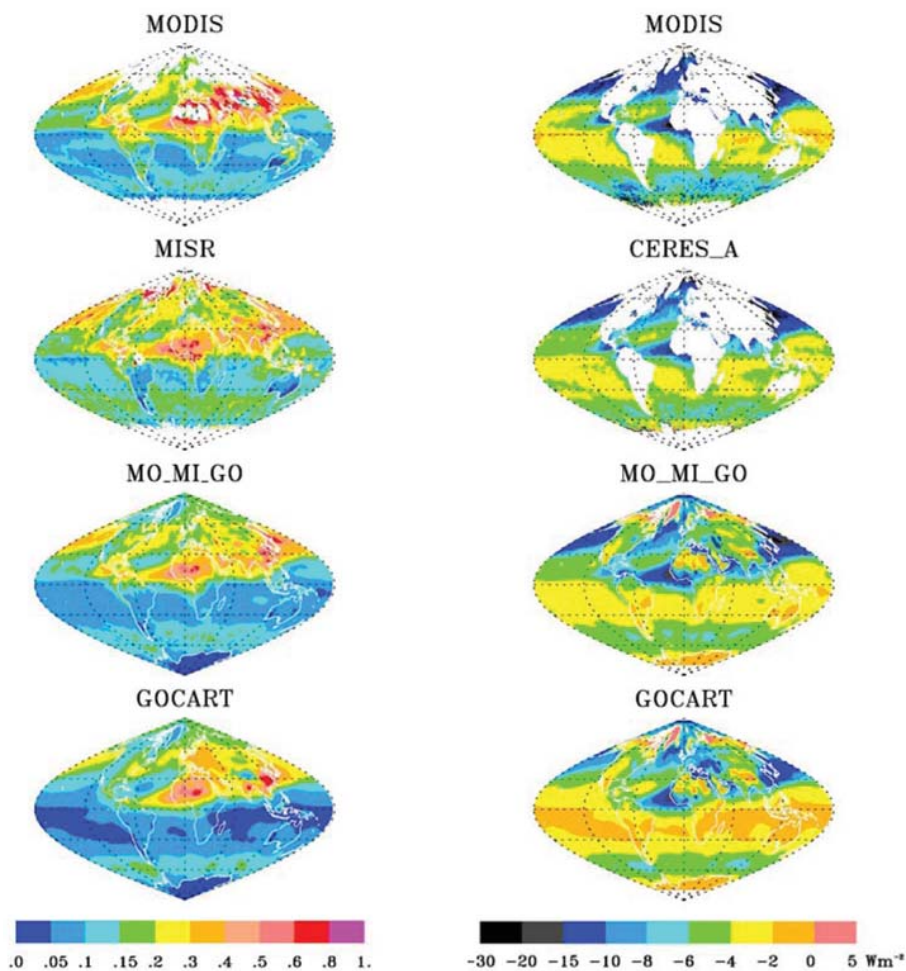 MODIS MODIS
MISR CERES_A
MO_MI_GO MO_MI_GO
GOCART GOCART
.0 .05 .1 .15 .2 .3 .4 .5 .6 .8 1. -30 -20 -15 -10 -8 -6 -4 -2 0 5 Wm⁻²